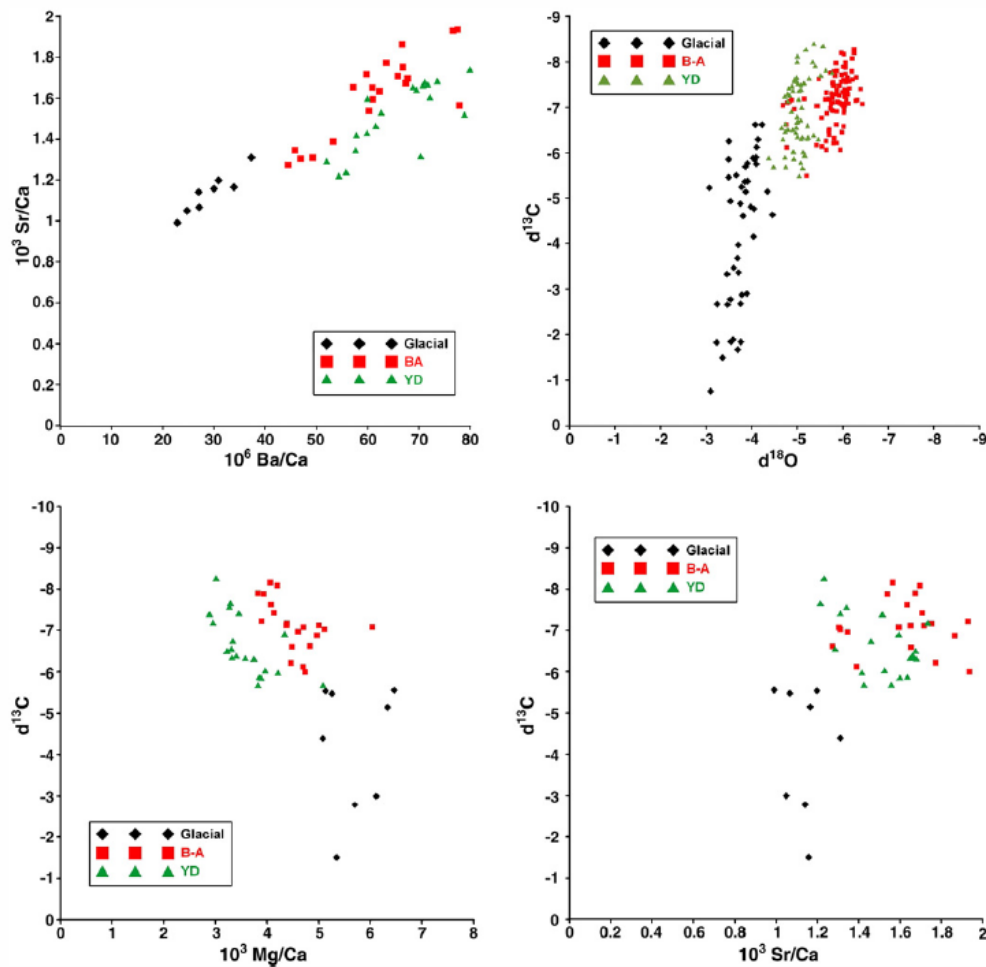 2
1.8
1.6
1.4
1.2
1
0.8
0.6
0.4
0.2
0
10³ Sr/Ca
Glacial
BA
YD
0 10 20 30 40 50 60 70 80
10⁶ Ba/Ca
-9
-8
-7
-6
-5
-4
-3
-2
-1
0
d¹³C
Glacial
B-A
YD
0 -1 -2 -3 -4 -5 -6 -7 -8 -9
d¹⁸O
-10
-9
-8
-7
-6
-5
-4
-3
-2
-1
0
d¹³C
Glacial
B-A
YD
0 1 2 3 4 5 6 7 8
10³ Mg/Ca
-10
-9
-8
-7
-6
-5
-4
-3
-2
-1
0
d¹³C
Glacial
B-A
YD
0 0.2 0.4 0.6 0.8 1 1.2 1.4 1.6 1.8 2
10³ Sr/Ca